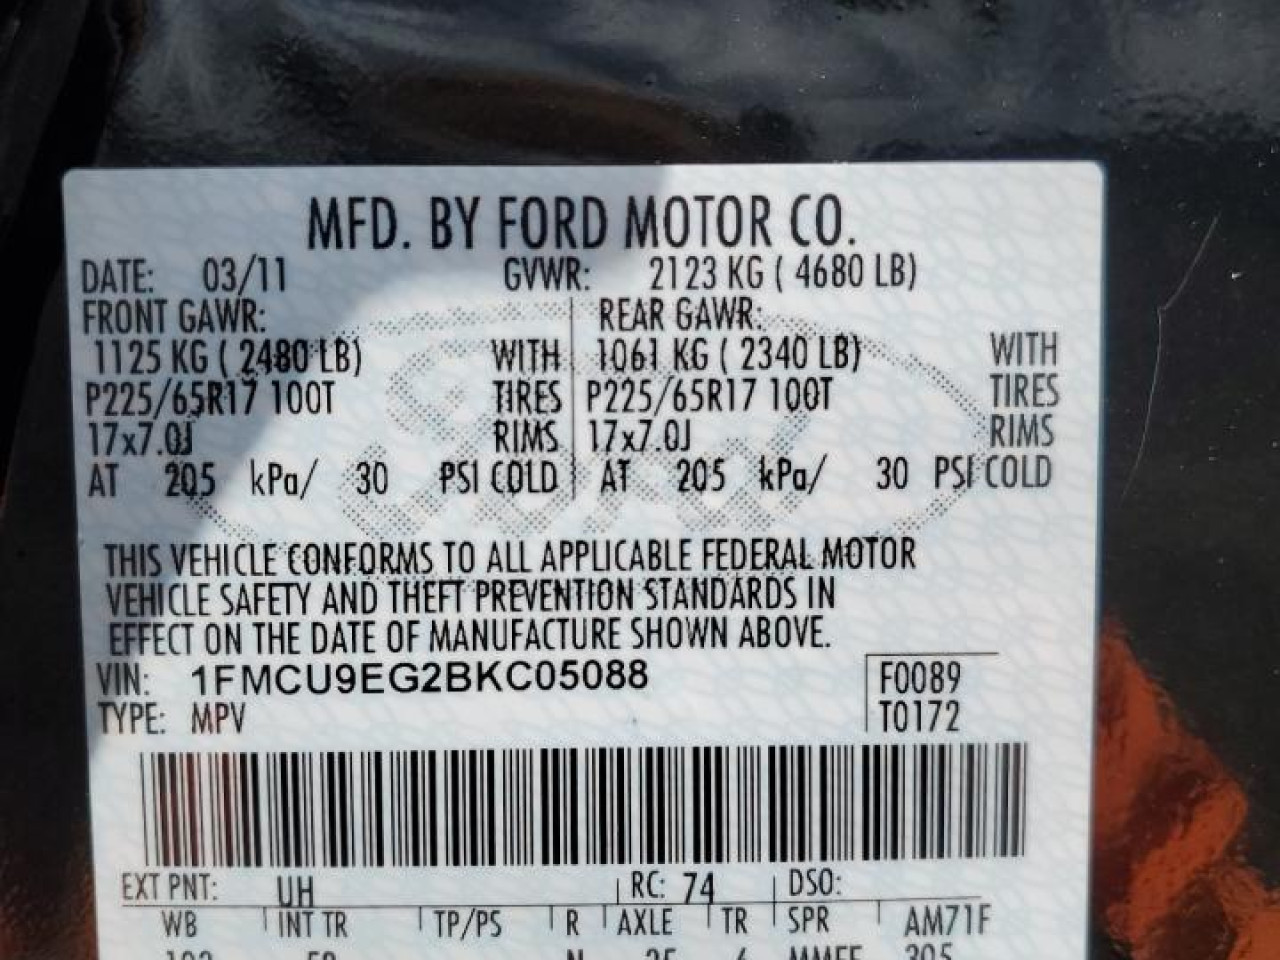 MFD. BY FORD MOTOR CO.
DATE: 03/11 GVWR: 2123 KG ( 4680 LB)
FRONT GAWR: REAR GAWR:
1125 KG ( 2480 LB) WITH 1061 KG ( 2340 LB) WITH
P225/65R17 100T TIRES P225/65R17 100T TIRES
17x7.0J RIMS 17x7.0J RIMS
AT 205 kPa/ 30 PSI COLD AT 205 kPa/ 30 PSI COLD
THIS VEHICLE CONFORMS TO ALL APPLICABLE FEDERAL MOTOR
VEHICLE SAFETY AND THEFT PREVENTION STANDARDS IN
EFFECT ON THE DATE OF MANUFACTURE SHOWN ABOVE.
VIN: 1FMCU9EG2BKC05088 F0089
TYPE: MPV T0172
EXT PNT: UH RC: 74 DSO:
WB INT TR TP/PS R AXLE TR SPR AM71F